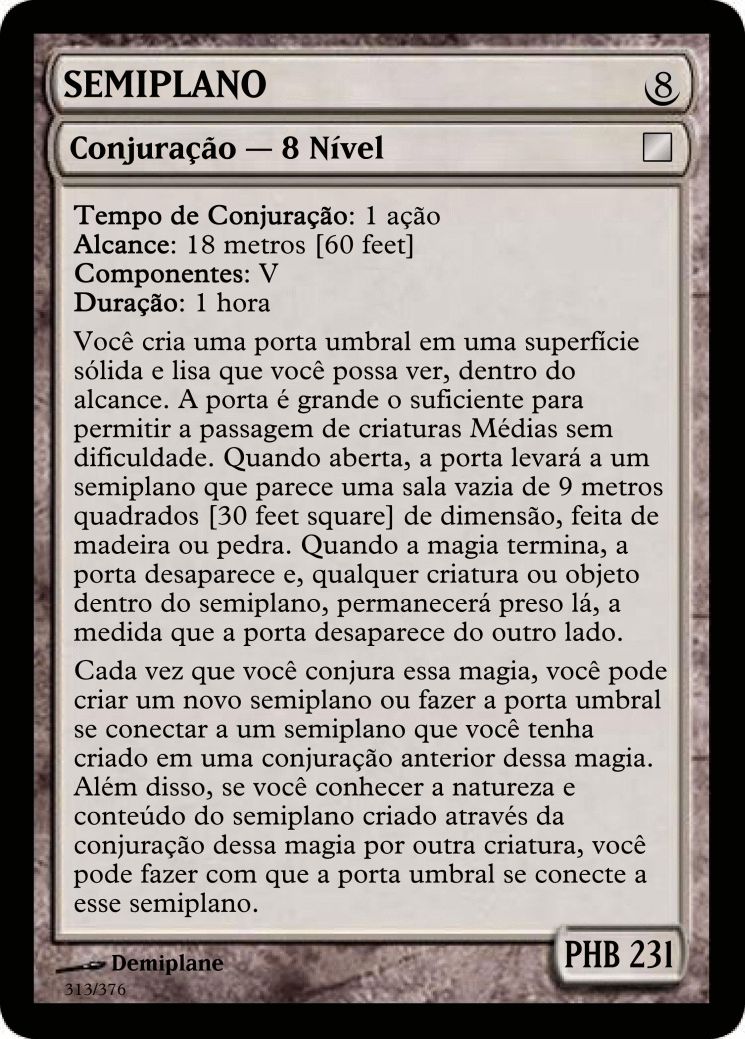 SEMIPLANO
8
Conjuração — 8 Nível
Tempo de Conjuração: 1 ação
Alcance: 18 metros [60 feet]
Componentes: V
Duração: 1 hora
Você cria uma porta umbral em uma superfície
sólida e lisa que você possa ver, dentro do
alcance. A porta é grande o suficiente para
permitir a passagem de criaturas Médias sem
dificuldade. Quando aberta, a porta levará a um
semiplano que parece uma sala vazia de 9 metros
quadrados [30 feet square] de dimensão, feita de
madeira ou pedra. Quando a magia termina, a
porta desaparece e, qualquer criatura ou objeto
dentro do semiplano, permanecerá preso lá, a
medida que a porta desaparece do outro lado.
Cada vez que você conjura essa magia, você pode
criar um novo semiplano ou fazer a porta umbral
se conectar a um semiplano que você tenha
criado em uma conjuração anterior dessa magia.
Além disso, se você conhecer a natureza e
conteúdo do semiplano criado através da
conjuração dessa magia por outra criatura, você
pode fazer com que a porta umbral se conecte a
esse semiplano.
PHB 231
Demiplane
313/376